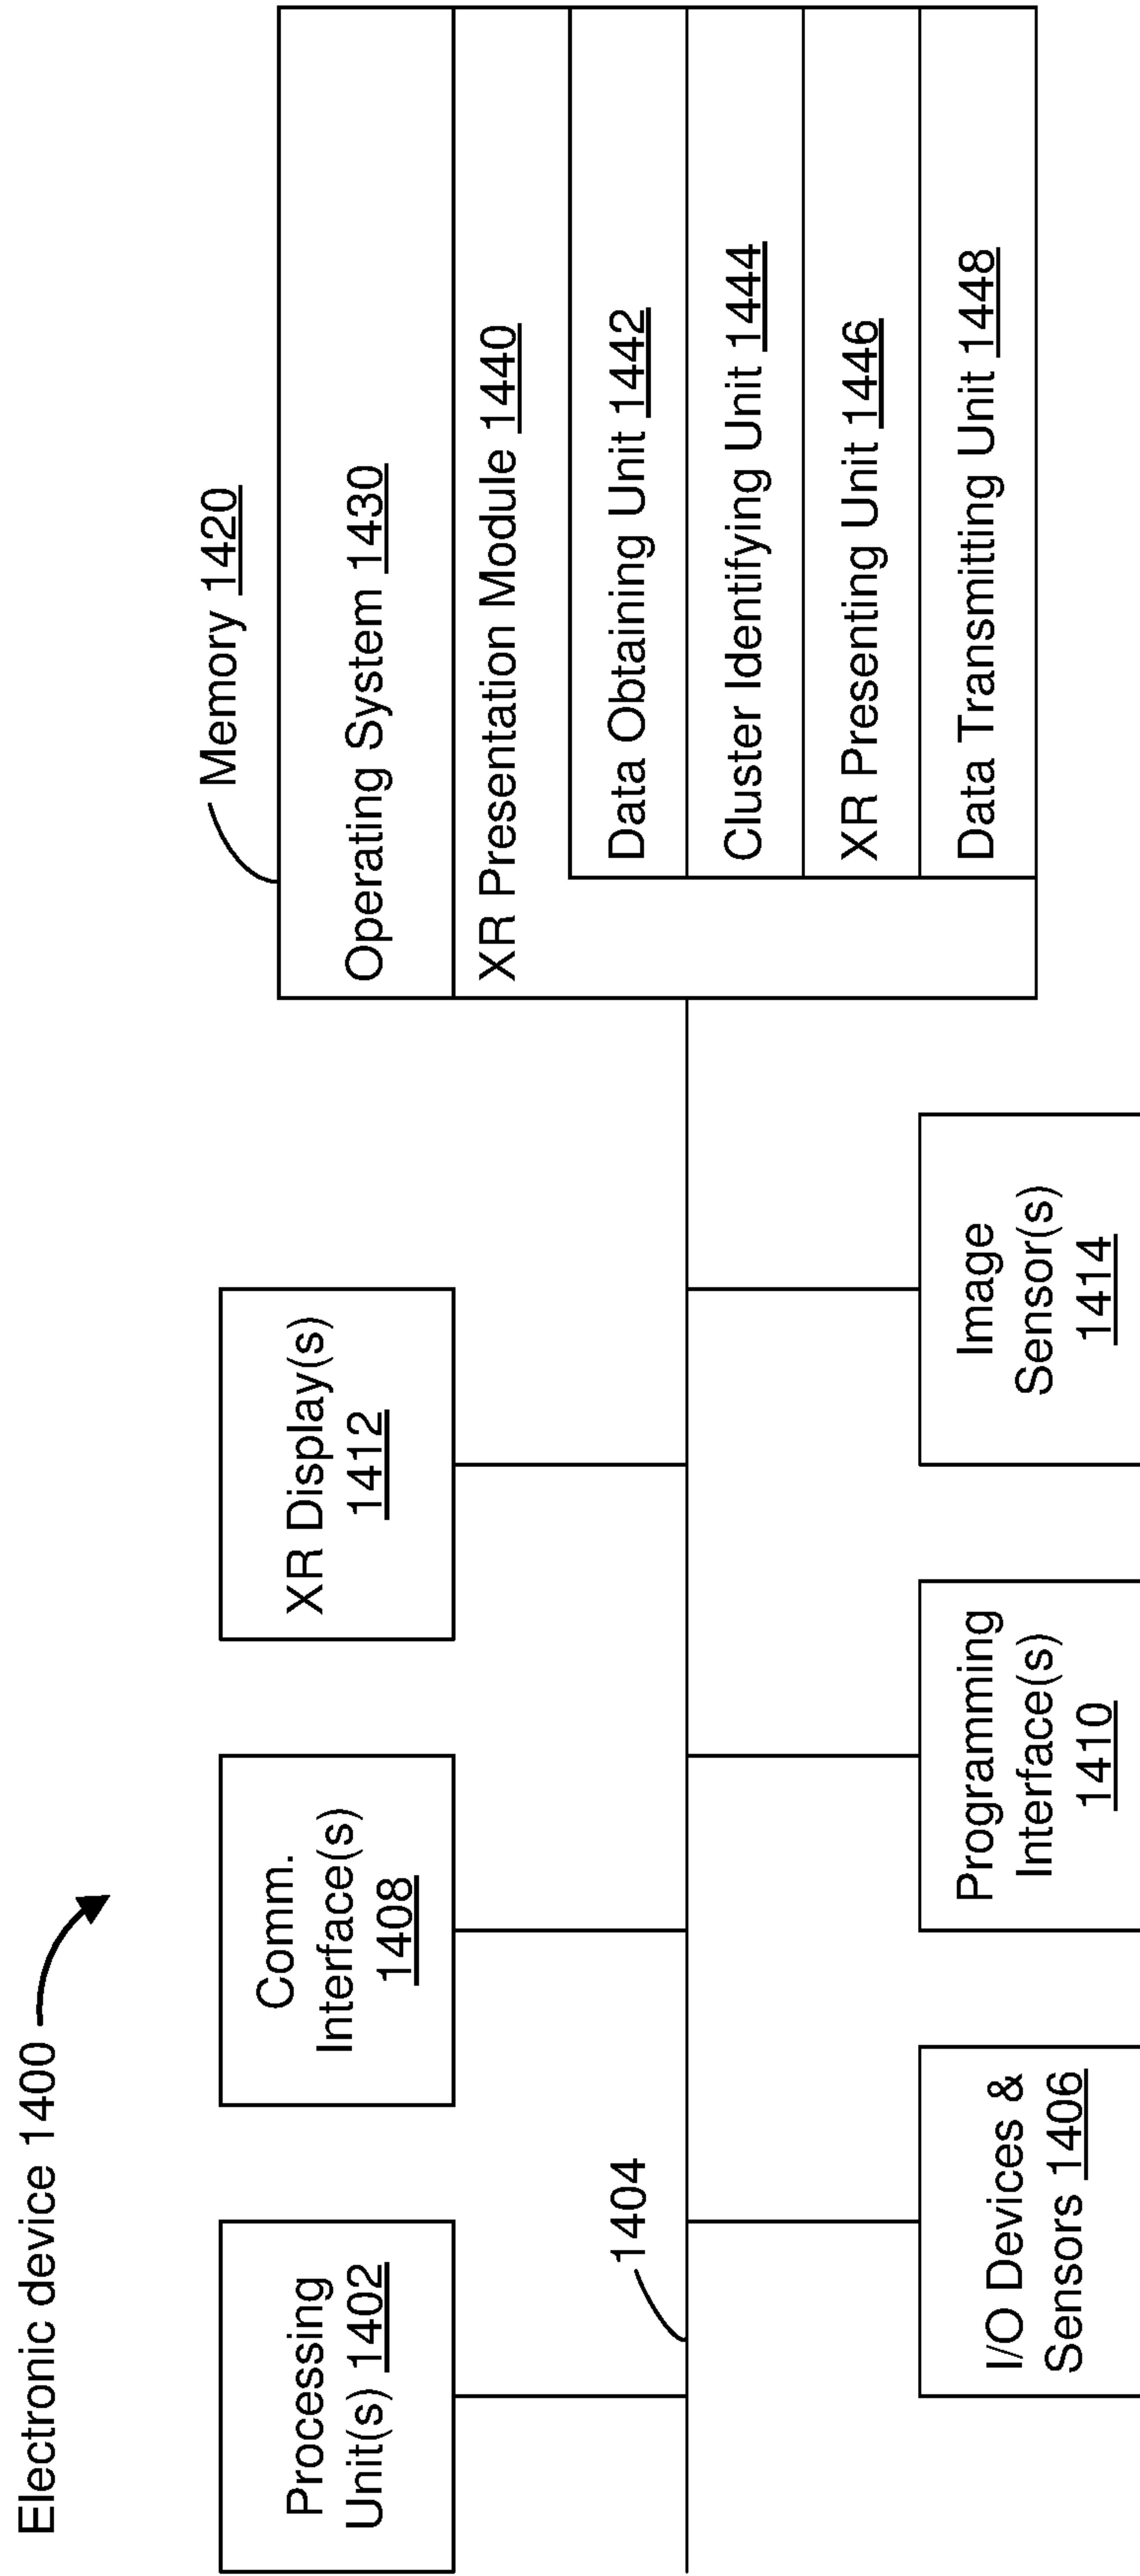 Electronic device 1400
Processing
Unit(s) 1402
Comm.
Interface(s)
1408
XR Display(s)
1412
Memory 1420
Operating System 1430
XR Presentation Module 1440
Data Obtaining Unit 1442
Cluster Identifying Unit 1444
XR Presenting Unit 1446
Data Transmitting Unit 1448
1404
I/O Devices &
Sensors 1406
Programming
Interface(s)
1410
Image
Sensor(s)
1414